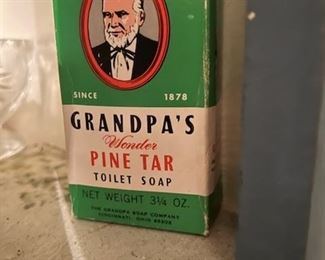 SINCE 1878
GRANDPA'S
Wonder
PINE TAR
TOILET SOAP
NET WEIGHT 3¼ OZ.
THE GRANDPA SOAP COMPANY
CINCINNATI, OHIO